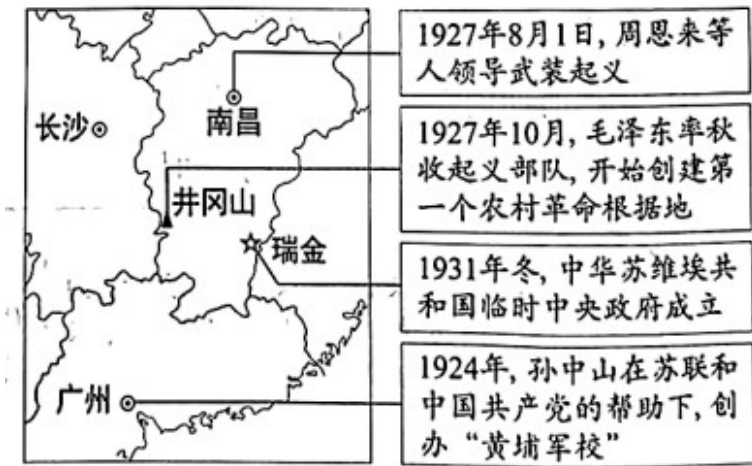 长沙
南昌
井冈山
瑞金
广州
1927年8月1日,周恩来等
人领导武装起义
1927年10月,毛泽东率秋
收起义部队,开始创建第
一个农村革命根据地
1931年冬,中华苏维埃共
和国临时中央政府成立
1924年,孙中山在苏联和
中国共产党的帮助下,创
办“黄埔军校”